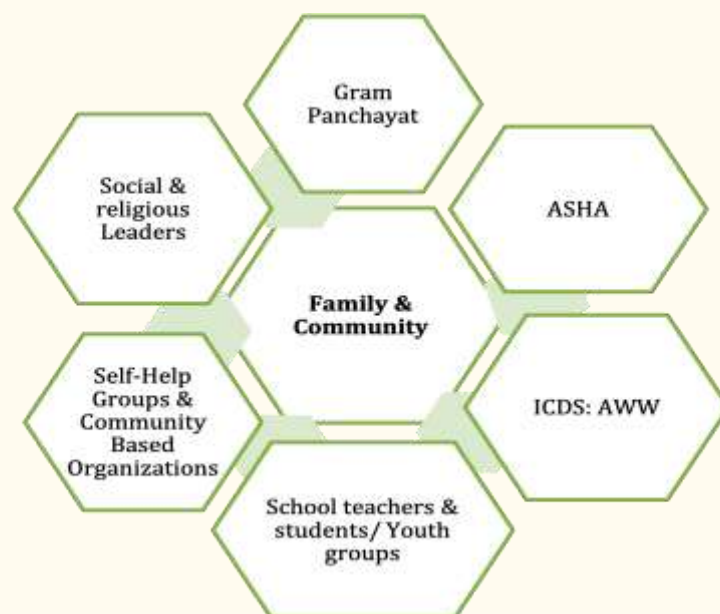 Gram
Panchayat
Social &
religious
Leaders
ASHA
Family &
Community
Self-Help
Groups &
Community
Based
Organizations
ICDS: AWW
School teachers &
students/ Youth
groups